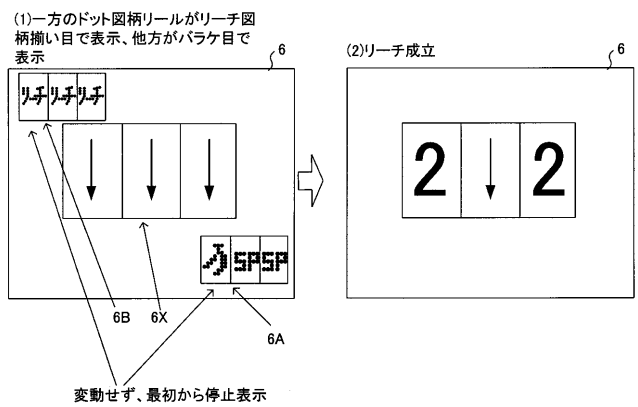 (1)一方のドット図柄リールがリーチ図
柄揃い目で表示、他方がバラケ目で
表示
6
リーチ リーチ リーチ
SP SP
6B
6X
6A
変動せず、最初から停止表示
(2)リーチ成立
6
2 2